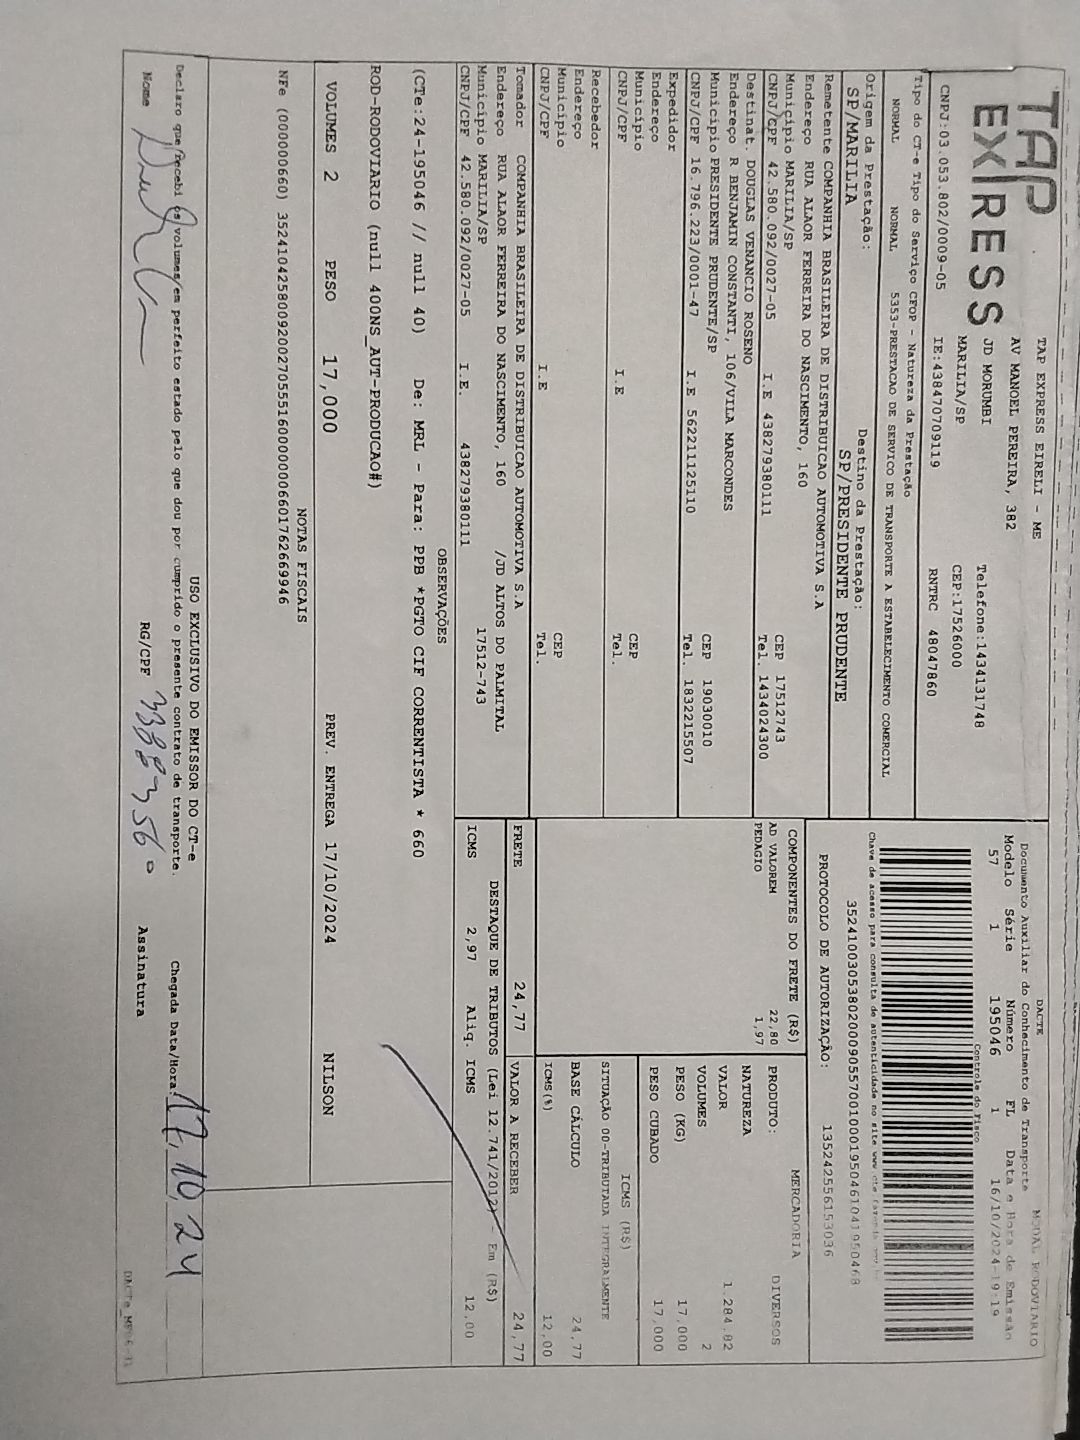 TAP EXPRESS
TAP EXPRESS EIRELI - ME
AV MANOEL PEREIRA, 382
JD MORUMBI
MARILIA/SP
Telefone:1434131748
CEP:17526000
CNPJ:03.053.802/0009-05 IE:438470709119 RNTRC 48047860
DACTE MODAL RODOVIARIO
Documento Auxiliar do Conhecimento de Transporte
Modelo Série Número FL Data e Hora de Emissão
57 1 195046 1 16/10/2024-19:19
Controle do Fisco
Chave de acesso para consulta de autenticidade no site www
PROTOCOLO DE AUTORIZAÇÃO: 135242556153036
Tipo do CT-e Tipo do Serviço CFOP - Natureza da Prestação
NORMAL NORMAL 5353-PRESTACAO DE SERVICO DE TRANSPORTE A ESTABELECIMENTO COMERCIAL
Origem da Prestação: Destino da Prestação:
SP/MARILIA SP/PRESIDENTE PRUDENTE
Remetente COMPANHIA BRASILEIRA DE DISTRIBUICAO AUTOMOTIVA S.A
Endereço RUA ALAOR FERREIRA DO NASCIMENTO, 160
Município MARILIA/SP CEP 17512743
CNPJ/CPF 42.580.092/0027-05 I.E 438279380111 Tel. 1434024300
Destinat. DOUGLAS VENANCIO ROSENO
Endereço R BENJAMIN CONSTANTI, 106/VILA MARCONDES
Município PRESIDENTE PRUDENTE/SP CEP 19030010
CNPJ/CPF 16.796.223/0001-47 I.E 562211125110 Tel. 1832215507
Expedidor
Endereço
Município CEP
CNPJ/CPF I.E Tel.
Recebedor
Endereço
Município CEP
CNPJ/CPF I.E Tel.
Tomador COMPANHIA BRASILEIRA DE DISTRIBUICAO AUTOMOTIVA S.A
Endereço RUA ALAOR FERREIRA DO NASCIMENTO, 160 /JD ALTOS DO PALMITAL
Município MARILIA/SP 17512-743
CNPJ/CPF 42.580.092/0027-05 I.E. 438279380111
COMPONENTES DO FRETE (R$)
AD VALOREM 22,80
PEDAGIO 1,97
PRODUTO: MERCADORIA
NATUREZA DIVERSOS
VALOR 1.284,82
VOLUMES 2
PESO (KG) 17,000
PESO CUBADO 17,000
ICMS (R$)
SITUAÇÃO 00-TRIBUTADA INTEGRALMENTE
BASE CÁLCULO 24,77
ICMS(%) 12,00
FRETE 24,77 VALOR A RECEBER 24,77
DESTAQUE DE TRIBUTOS (Lei 12.741/2012) - Em (R$)
ICMS 2,97 Aliq. ICMS 12,00
OBSERVAÇÕES
(CTe:24-195046 // null 40) De: MRL - Para: PPB *PGTO CIF CORRENTISTA * 660
ROD-RODOVIARIO (null 400NS_AUT-PRODUCAO#)
VOLUMES 2 PESO 17,000 PREV. ENTREGA 17/10/2024 NILSON
NOTAS FISCAIS
NFe (000000660) 35241042580092002705551600000006601762669946
USO EXCLUSIVO DO EMISSOR DO CT-e
Declaro que recebi os volumes em perfeito estado pelo que dou por cumprido o presente contrato de transporte. Chegada Data/Hora: 17,10,24
Nome RG/CPF Assinatura